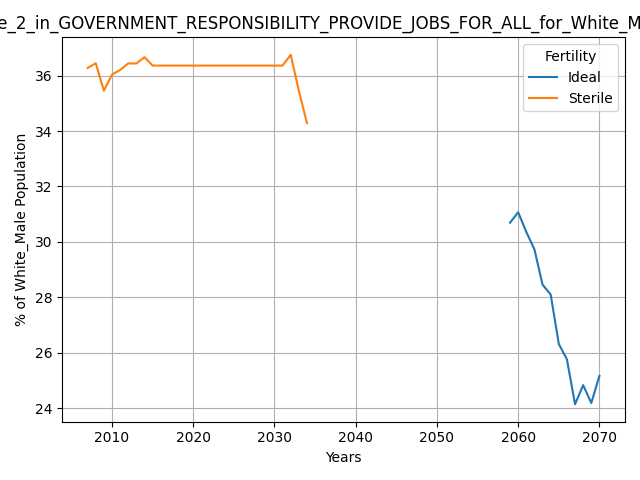 e_2_in_GOVERNMENT_RESPONSIBILITY_PROVIDE_JOBS_FOR_ALL_for_White_M
Fertility
Ideal
Sterile
% of White_Male Population
36
34
32
30
28
26
24
2010 2020 2030 2040 2050 2060 2070
Years